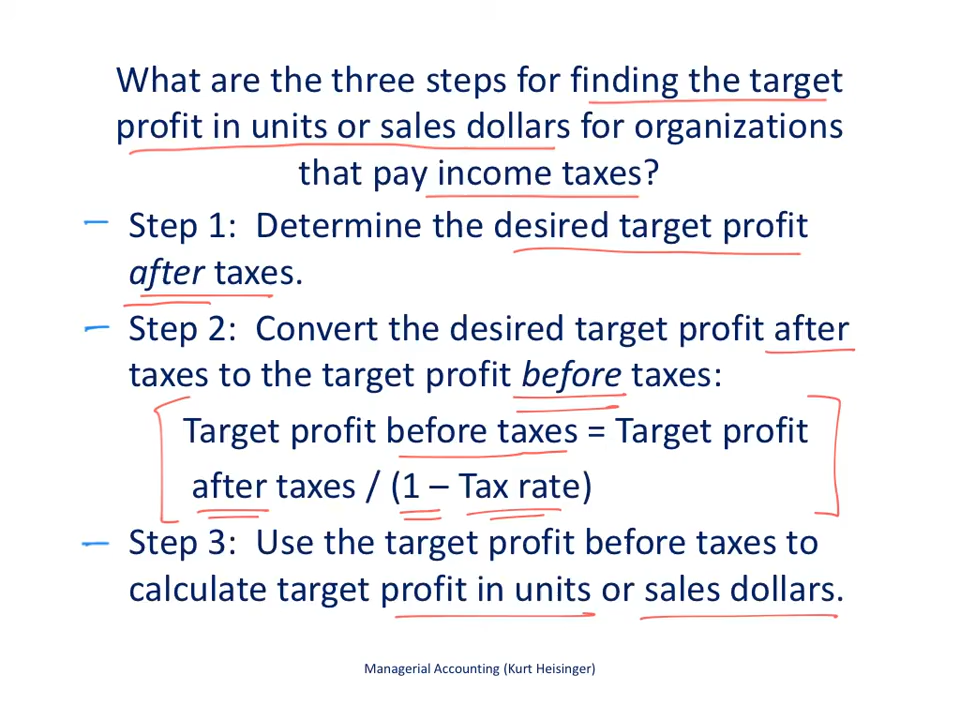 What are the three steps for finding the target
profit in units or sales dollars for organizations
that pay income taxes?
Step 1:  Determine the desired target profit
after taxes.
Step 2:  Convert the desired target profit after
taxes to the target profit before taxes:
Target profit before taxes = Target profit
after taxes / (1 – Tax rate)
Step 3:  Use the target profit before taxes to
calculate target profit in units or sales dollars.
Managerial Accounting (Kurt Heisinger)